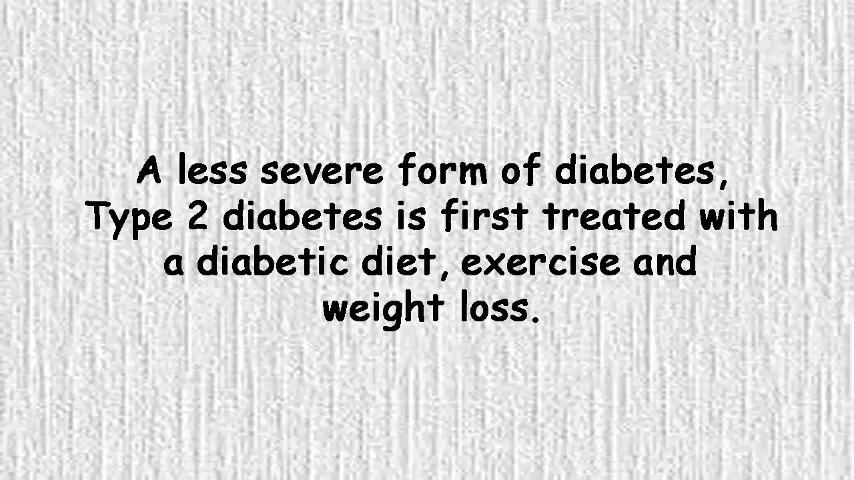 A less severe form of diabetes,
Type 2 diabetes is first treated with
a diabetic diet, exercise and
weight loss.